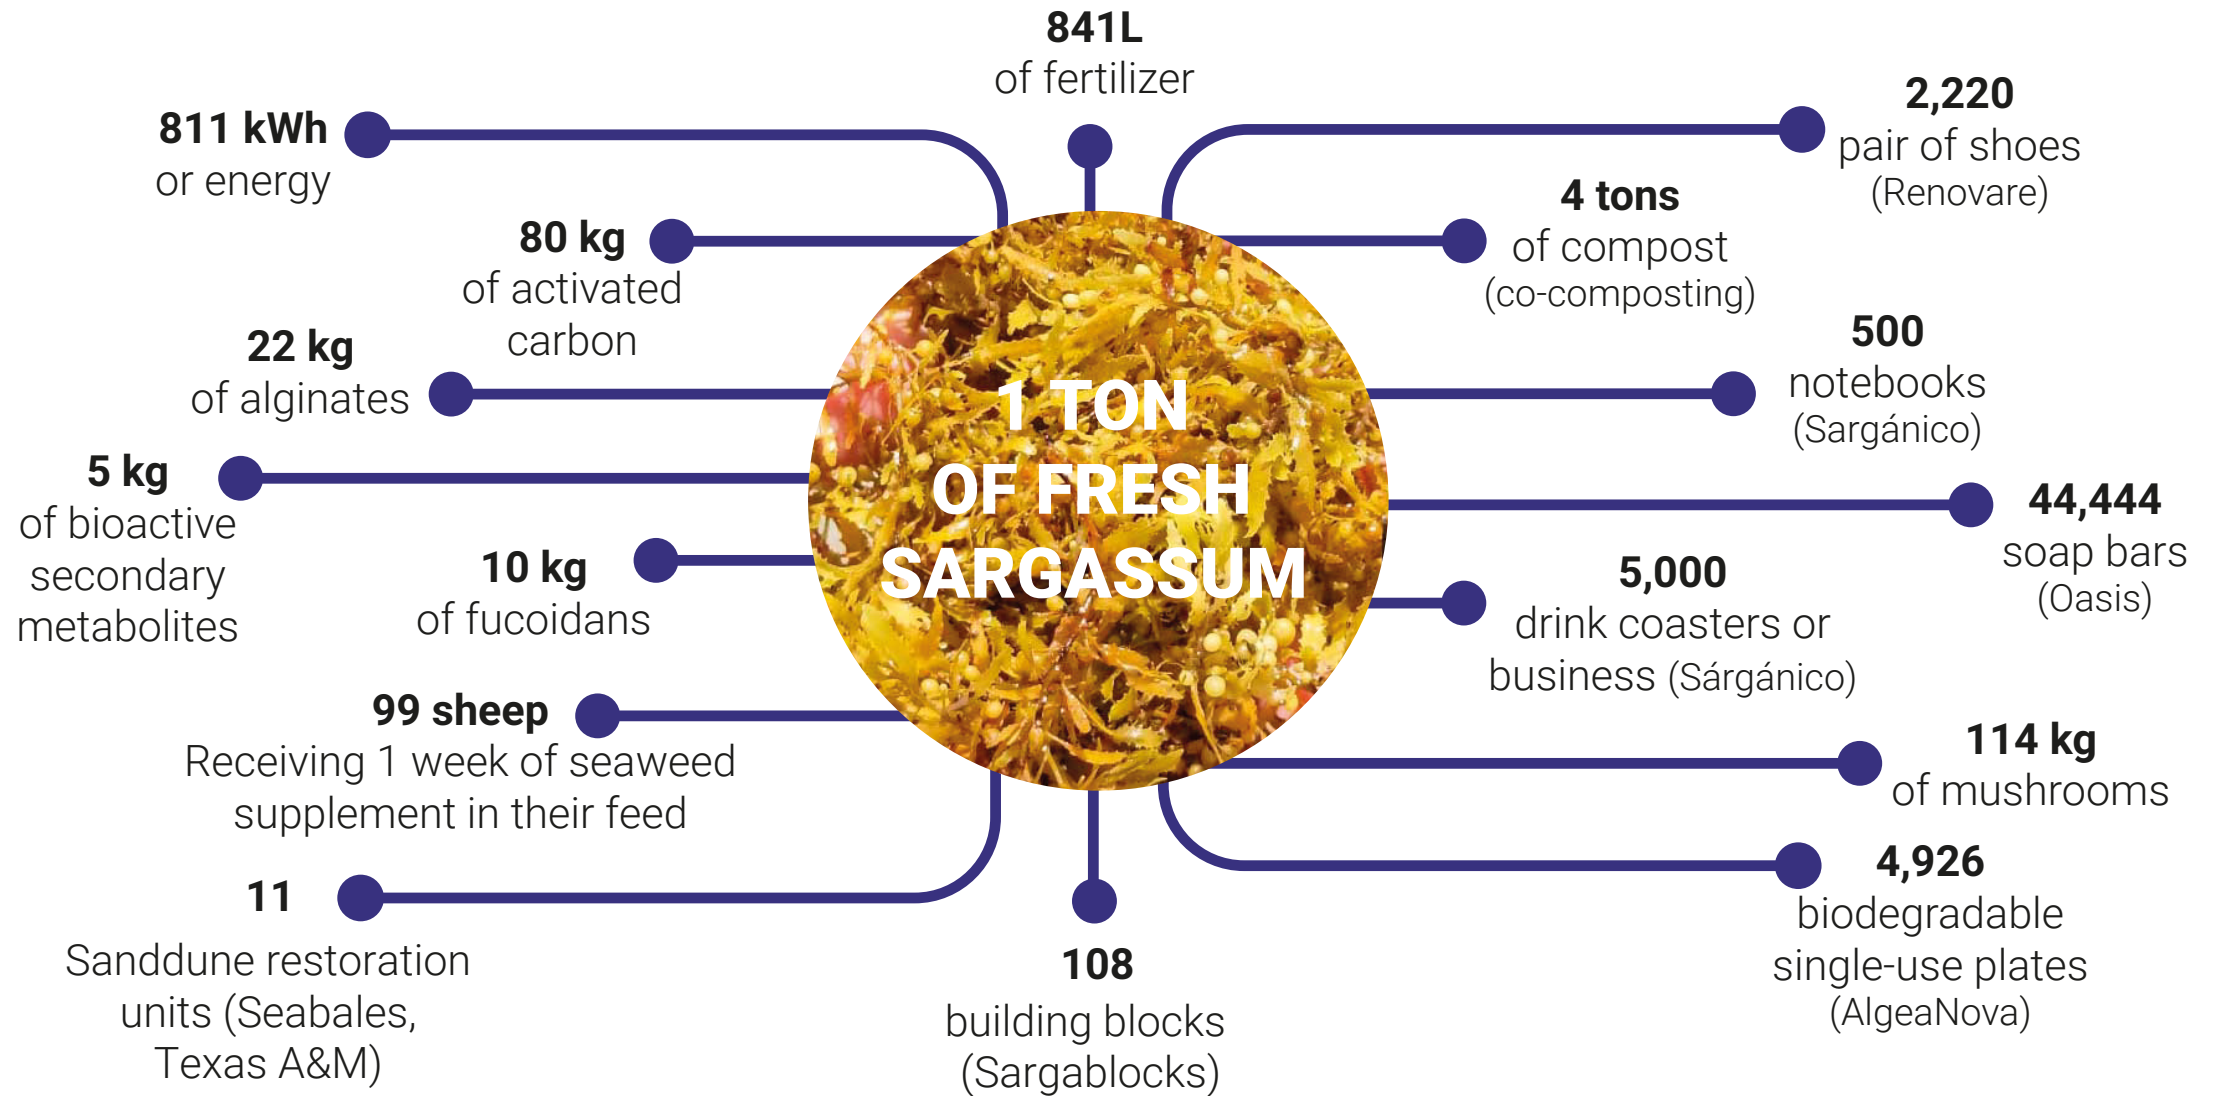 841L
of fertilizer
811 kWh
or energy
2,220
pair of shoes
(Renovare)
80 kg
of activated
carbon
4 tons
of compost
(co-composting)
22 kg
of alginates
500
notebooks
(Sargánico)
1 TON
OF FRESH
SARGASSUM
5 kg
of bioactive
secondary
metabolites
44,444
soap bars
(Oasis)
10 kg
of fucoidans
5,000
drink coasters or
business (Sárgánico)
99 sheep
Receiving 1 week of seaweed
supplement in their feed
114 kg
of mushrooms
11
Sanddune restoration
units (Seabales,
Texas A&M)
108
building blocks
(Sargablocks)
4,926
biodegradable
single-use plates
(AlgeaNova)